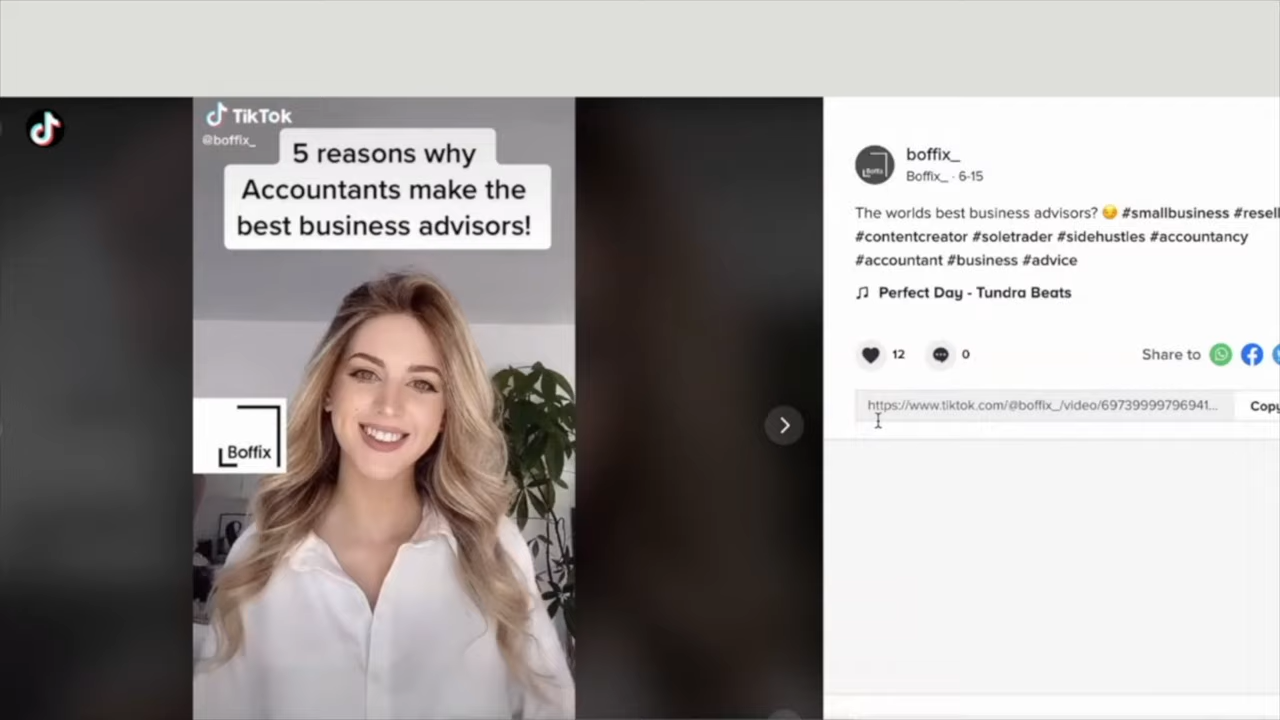 TikTok
@boffix_
5 reasons why
Accountants make the
best business advisors!
Boffix
boffix_
Boffix_ · 6-15
The worlds best business advisors? 😏 #smallbusiness #resell
#contentcreator #soletrader #sidehustles #accountancy
#accountant #business #advice
Perfect Day - Tundra Beats
12
0
Share to
https://www.tiktok.com/@boffix_/video/69739999796941...
Copy